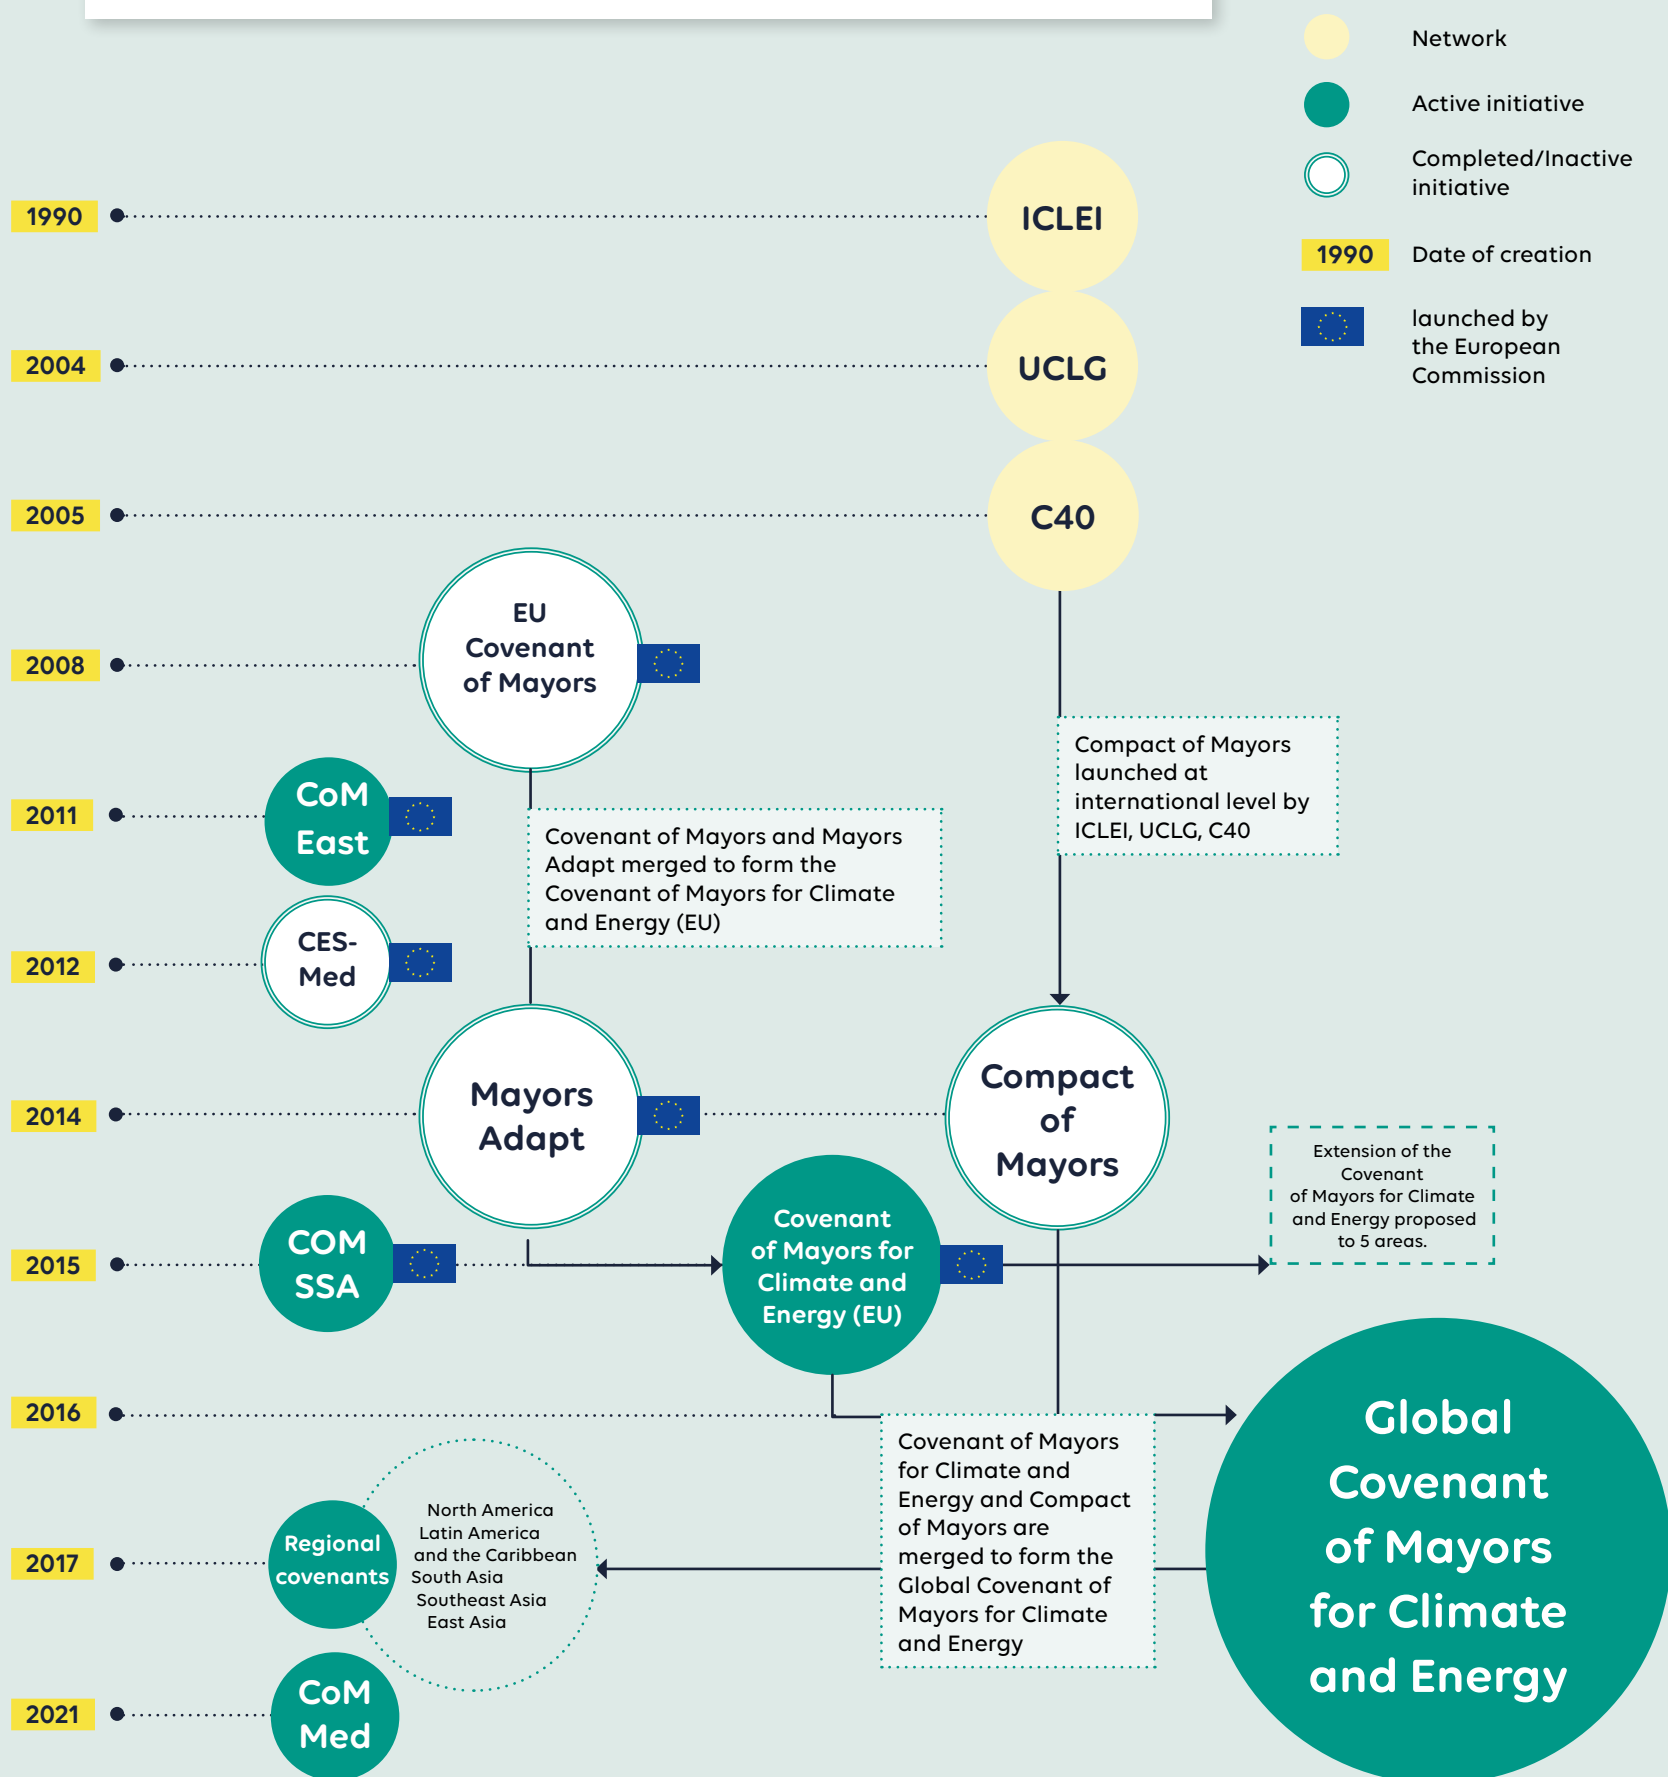 Network
Active initiative
Completed/Inactive
initiative
1990
Date of creation
launched by
the European
Commission
1990
ICLEI
2004
UCLG
2005
C40
2008
EU
Covenant
of Mayors
Compact of Mayors
launched at
international level by
ICLEI, UCLG, C40
2011
CoM
East
Covenant of Mayors and Mayors
Adapt merged to form the
Covenant of Mayors for Climate
and Energy (EU)
2012
CES-
Med
2014
Mayors
Adapt
Compact
of
Mayors
Extension of the
Covenant
of Mayors for Climate
and Energy proposed
to 5 areas.
2015
COM
SSA
Covenant
of Mayors for
Climate and
Energy (EU)
2016
Covenant of Mayors
for Climate and
Energy and Compact
of Mayors are
merged to form the
Global Covenant of
Mayors for Climate
and Energy
Global
Covenant
of Mayors
for Climate
and Energy
2017
Regional
covenants
North America
Latin America
and the Caribbean
South Asia
Southeast Asia
East Asia
2021
CoM
Med